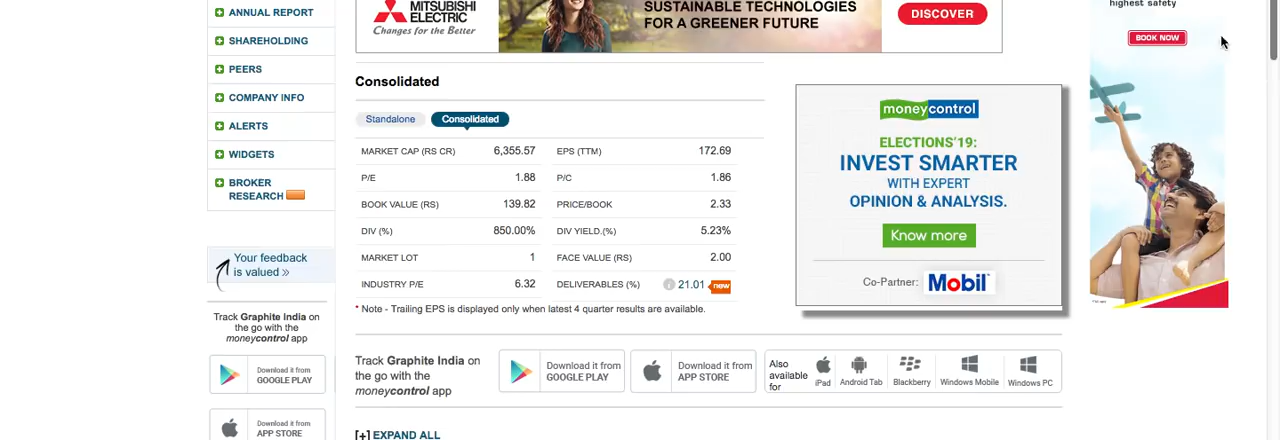 ANNUAL REPORT
SHAREHOLDING
PEERS
COMPANY INFO
ALERTS
WIDGETS
BROKER
RESEARCH
Your feedback
is valued »
Track Graphite India on
the go with the
moneycontrol app
Download it from
GOOGLE PLAY
Download it from
APP STORE
MITSUBISHI
ELECTRIC
Changes for the Better
SUSTAINABLE TECHNOLOGIES
FOR A GREENER FUTURE
DISCOVER
Consolidated
Standalone Consolidated
MARKET CAP (RS CR) 6,355.57 EPS (TTM) 172.69
P/E 1.88 P/C 1.86
BOOK VALUE (RS) 139.82 PRICE/BOOK 2.33
DIV (%) 850.00% DIV YIELD.(%) 5.23%
MARKET LOT 1 FACE VALUE (RS) 2.00
INDUSTRY P/E 6.32 DELIVERABLES (%) i 21.01 new
* Note - Trailing EPS is displayed only when latest 4 quarter results are available.
Track Graphite India on
the go with the
moneycontrol app
Download it from
GOOGLE PLAY
Download it from
APP STORE
Also
available
for
iPad Android Tab Blackberry Windows Mobile Windows PC
[+] EXPAND ALL
moneycontrol
ELECTIONS'19:
INVEST SMARTER
WITH EXPERT
OPINION & ANALYSIS.
Know more
Co-Partner: Mobil
highest safety
BOOK NOW